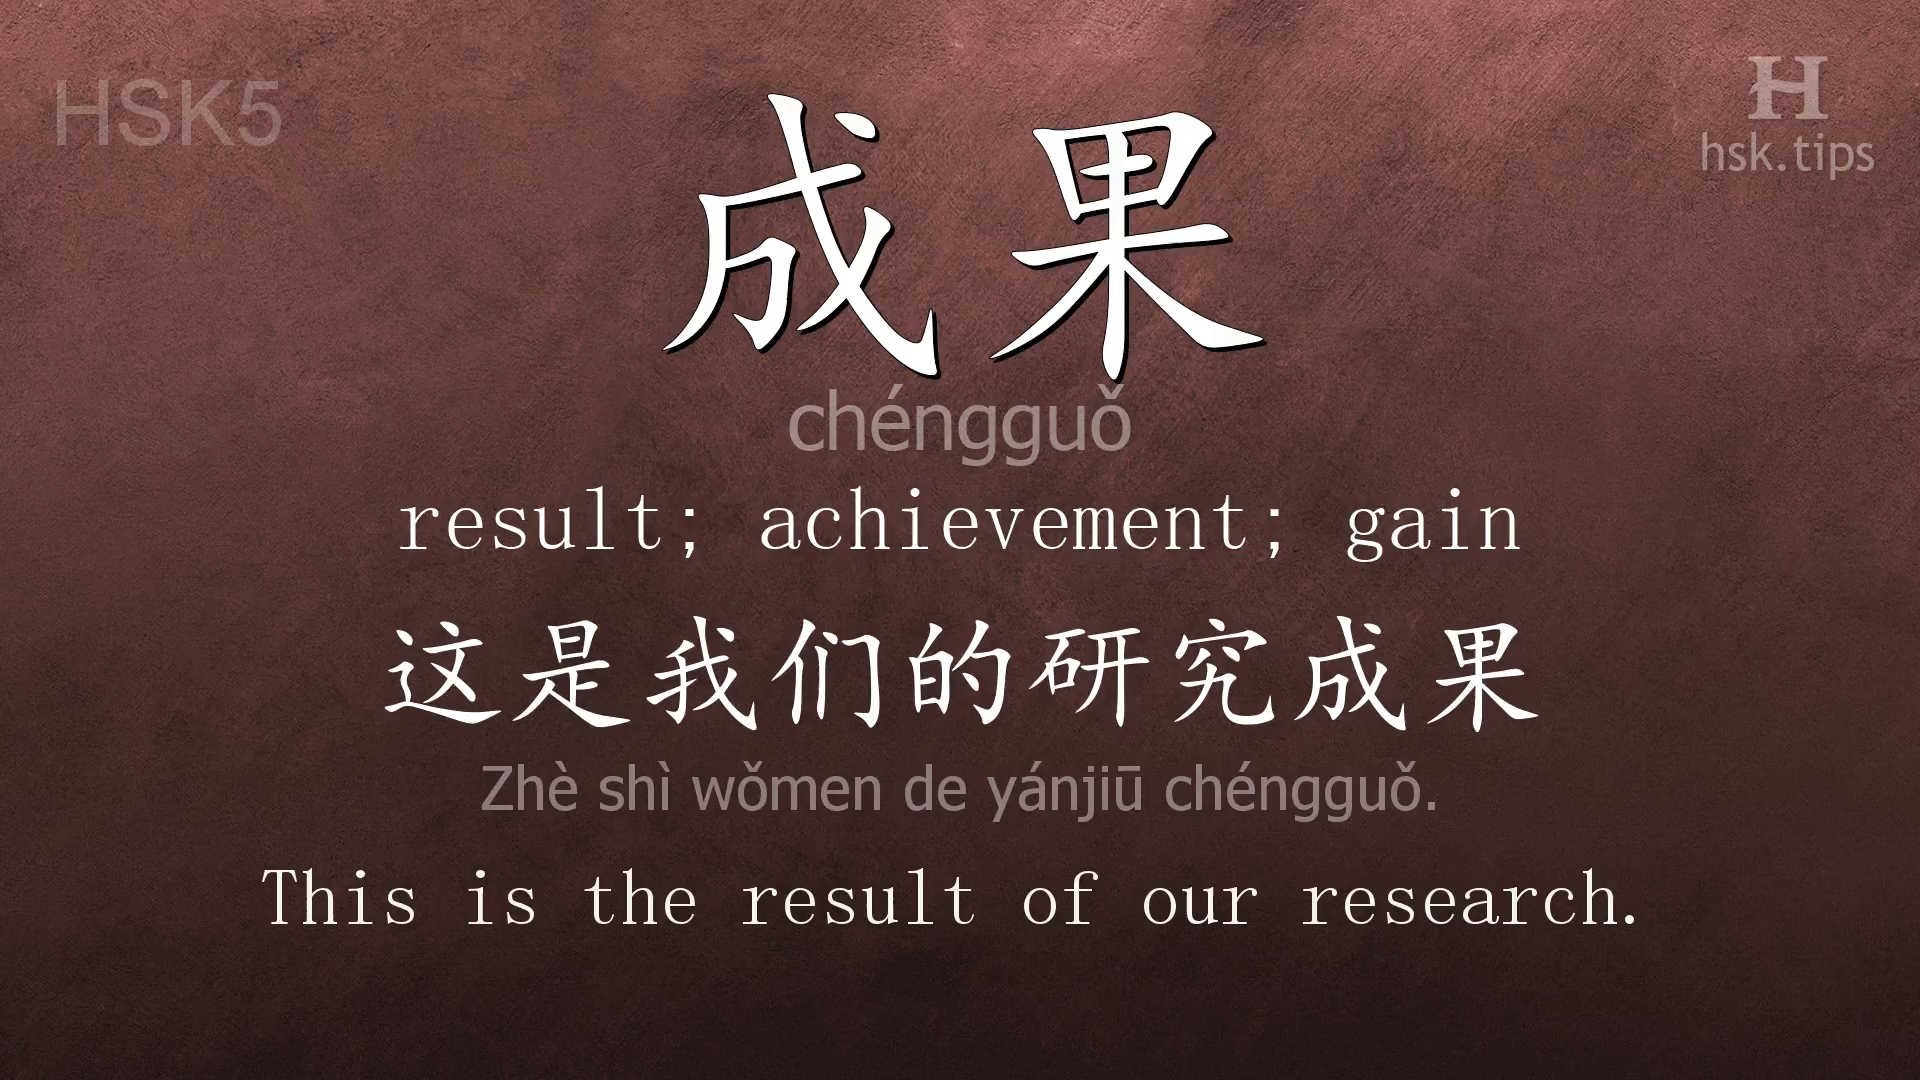 HSK5
H
hsk.tips
成果
chéngguǒ
result; achievement; gain
这是我们的研究成果
Zhè shì wǒmen de yánjiū chéngguǒ.
This is the result of our research.